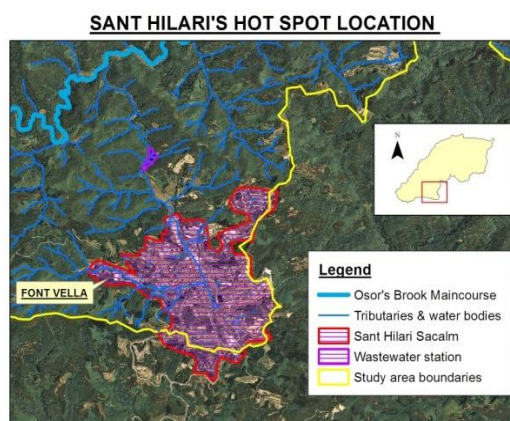 SANT HILARI'S HOT SPOT LOCATION
N
FONT VELLA
Legend
Osor's Brook Maincourse
Tributaries & water bodies
Sant Hilari Sacalm
Wastewater station
Study area boundaries